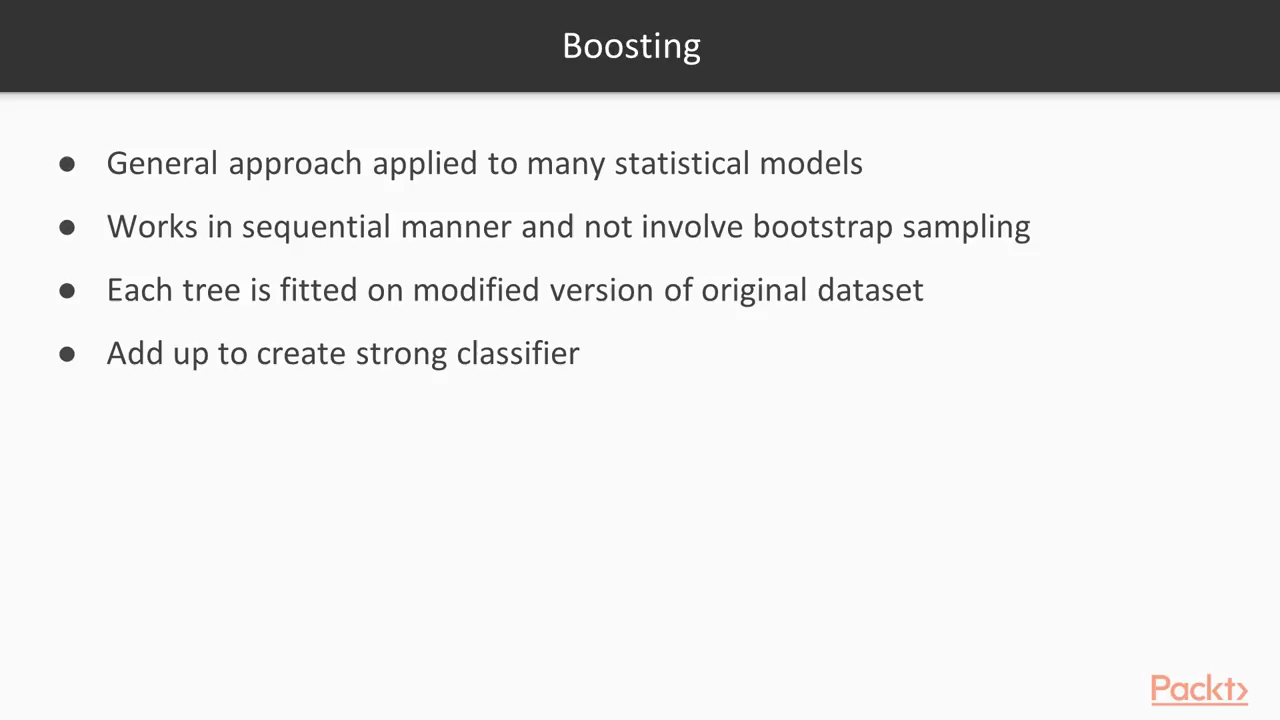 Boosting
● General approach applied to many statistical models
● Works in sequential manner and not involve bootstrap sampling
● Each tree is fitted on modified version of original dataset
● Add up to create strong classifier
Packt>